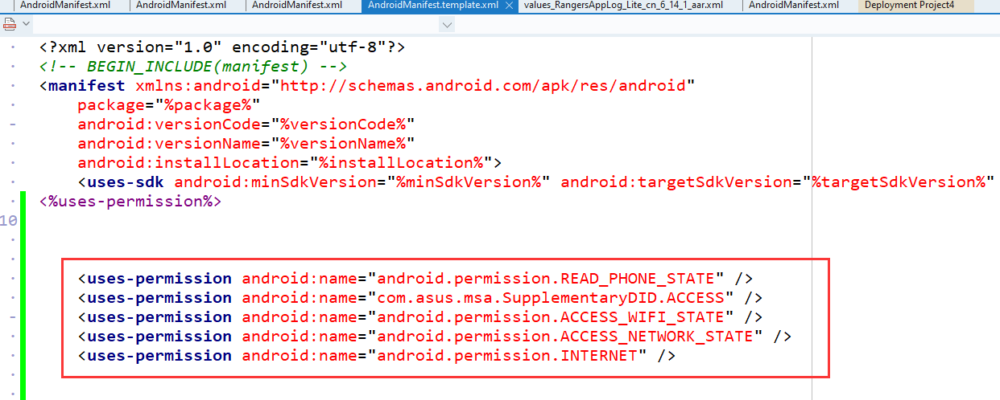 AndroidManifest.xml
AndroidManifest.xml
AndroidManifest.xml
AndroidManifest.template.xml
values_RangersAppLog_Lite_cn_6_14_1_aar.xml
AndroidManifest.xml
Deployment Project4
<?xml version="1.0" encoding="utf-8"?>
<!-- BEGIN_INCLUDE(manifest) -->
<manifest xmlns:android="http://schemas.android.com/apk/res/android"
package="%package%"
android:versionCode="%versionCode%"
android:versionName="%versionName%"
android:installLocation="%installLocation%">
<uses-sdk android:minSdkVersion="%minSdkVersion%" android:targetSdkVersion="%targetSdkVersion%"
<%uses-permission%>
10
<uses-permission android:name="android.permission.READ_PHONE_STATE" />
<uses-permission android:name="com.asus.msa.SupplementaryDID.ACCESS" />
<uses-permission android:name="android.permission.ACCESS_WIFI_STATE" />
<uses-permission android:name="android.permission.ACCESS_NETWORK_STATE" />
<uses-permission android:name="android.permission.INTERNET" />